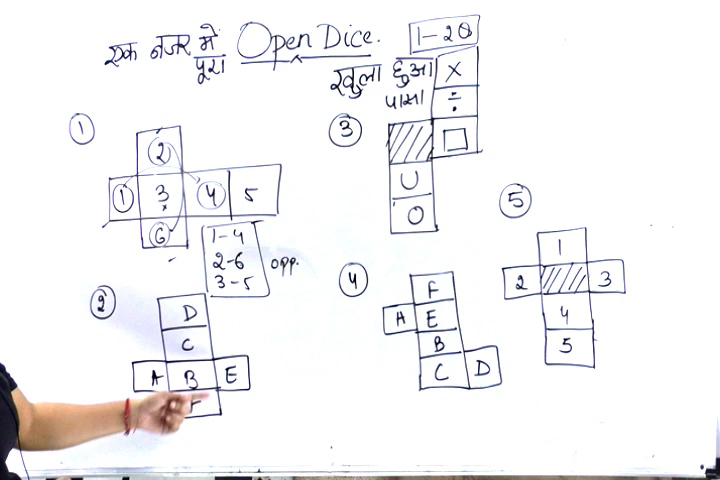 एक नजर में Open Dice. 1-20
पूरा खुला हुआ पासा
1
2
1 3 4 5
6
1-4
2-6 opp.
3-5
2
D
C
A B E
F
3
X
÷
□
U
O
4
F
A E
B
C D
5
1
2 3
4
5